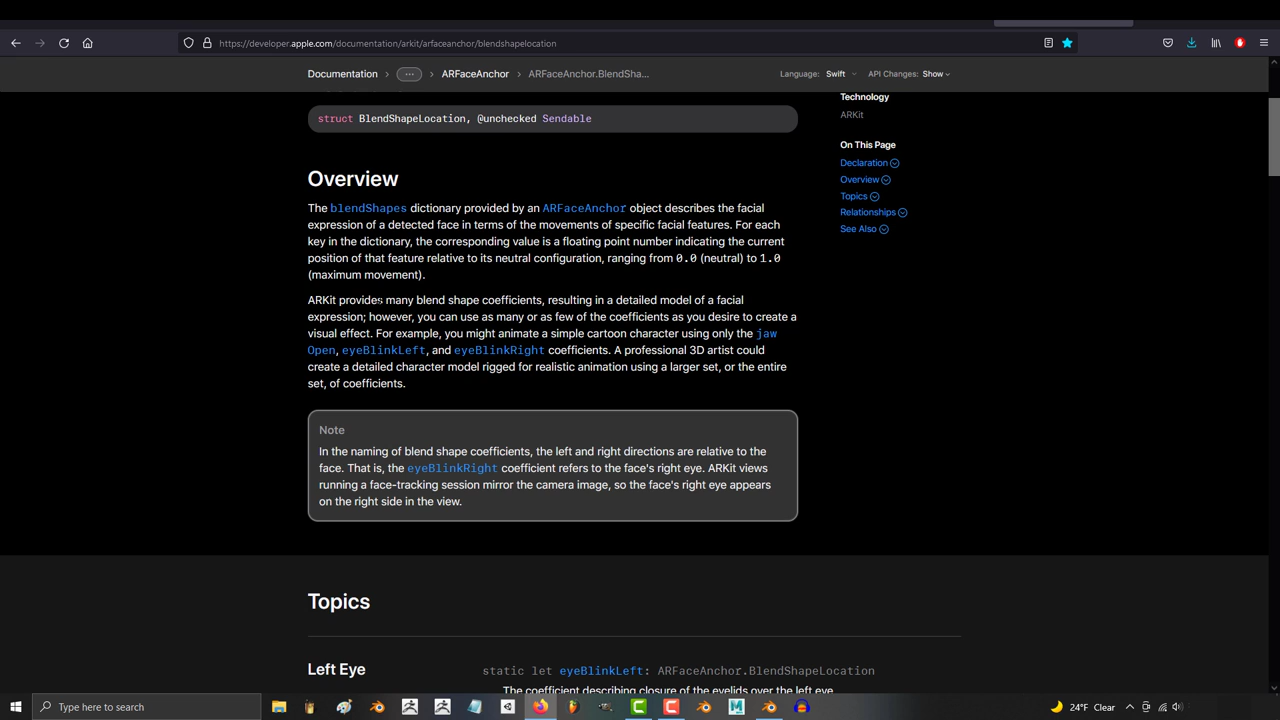 https://developer.apple.com/documentation/arkit/arfaceanchor/blendshapelocation
Documentation > ··· > ARFaceAnchor > ARFaceAnchor.BlendSha...
Language: Swift
API Changes: Show
struct BlendShapeLocation, @unchecked Sendable
Overview
The blendShapes dictionary provided by an ARFaceAnchor object describes the facial
expression of a detected face in terms of the movements of specific facial features. For each
key in the dictionary, the corresponding value is a floating point number indicating the current
position of that feature relative to its neutral configuration, ranging from 0.0 (neutral) to 1.0
(maximum movement).
ARKit provides many blend shape coefficients, resulting in a detailed model of a facial
expression; however, you can use as many or as few of the coefficients as you desire to create a
visual effect. For example, you might animate a simple cartoon character using only the jaw
Open, eyeBlinkLeft, and eyeBlinkRight coefficients. A professional 3D artist could
create a detailed character model rigged for realistic animation using a larger set, or the entire
set, of coefficients.
Note
In the naming of blend shape coefficients, the left and right directions are relative to the
face. That is, the eyeBlinkRight coefficient refers to the face's right eye. ARKit views
running a face-tracking session mirror the camera image, so the face's right eye appears
on the right side in the view.
Technology
ARKit
On This Page
Declaration
Overview
Topics
Relationships
See Also
Topics
Left Eye
static let eyeBlinkLeft: ARFaceAnchor.BlendShapeLocation
The coefficient describing closure of the eyelids over the left eye.
Type here to search
24°F Clear